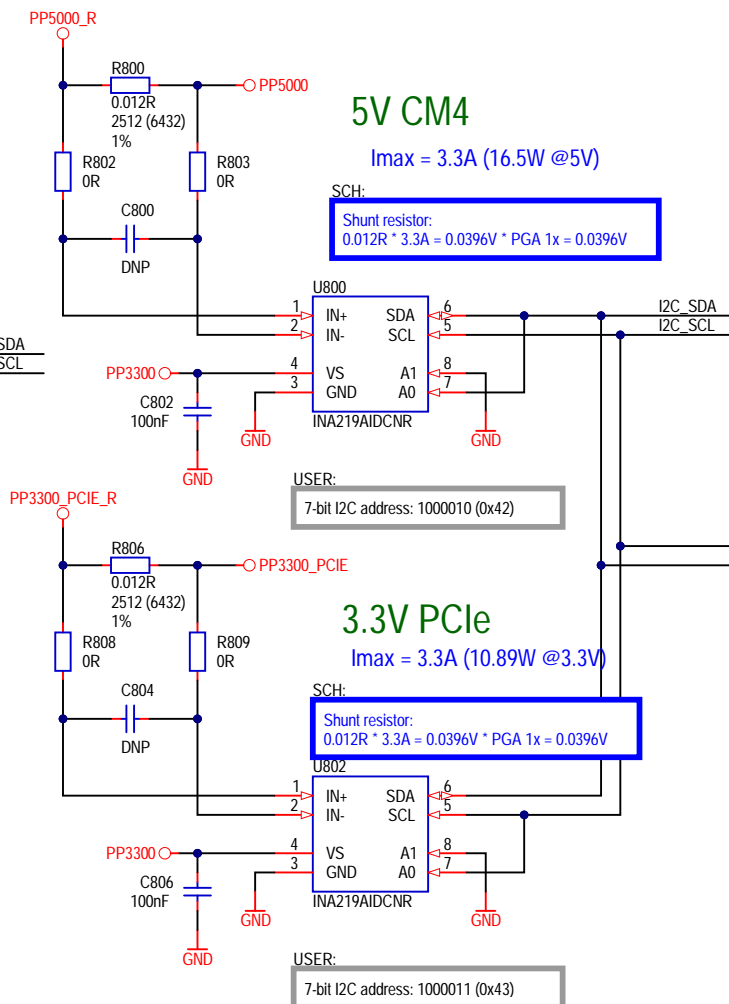 PP5000_R
R800
0.012R
2512 (6432)
1%
PP5000
5V CM4
Imax = 3.3A (16.5W @5V)
R802
0R
R803
0R
SCH:
Shunt resistor:
0.012R * 3.3A = 0.0396V * PGA 1x = 0.0396V
C800
DNP
U800
1 IN+ SDA 6
2 IN- SCL 5
4 VS A1 8
3 GND A0 7
INA219AIDCNR
I2C_SDA
I2C_SCL
SDA
SCL
PP3300
C802
100nF
GND
GND
GND
USER:
7-bit I2C address: 1000010 (0x42)
PP3300_PCIE_R
R806
0.012R
2512 (6432)
1%
PP3300_PCIE
3.3V PCIe
Imax = 3.3A (10.89W @3.3V)
R808
0R
R809
0R
SCH:
Shunt resistor:
0.012R * 3.3A = 0.0396V * PGA 1x = 0.0396V
C804
DNP
U802
1 IN+ SDA 6
2 IN- SCL 5
4 VS A1 8
3 GND A0 7
INA219AIDCNR
PP3300
C806
100nF
GND
GND
GND
USER:
7-bit I2C address: 1000011 (0x43)